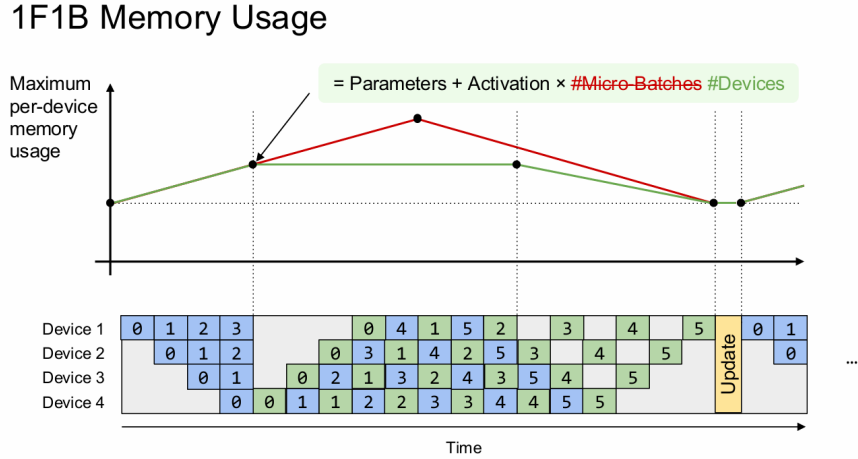 1F1B Memory Usage
Maximum
per-device
memory
usage
= Parameters + Activation × #Micro-Batches #Devices
Device 1 0 1 2 3 0 4 1 5 2 3 4 5 0 1
Device 2 0 1 2 0 3 1 4 2 5 3 4 5 0
Device 3 0 1 0 2 1 3 2 4 3 5 4 5
Device 4 0 0 1 1 2 2 3 3 4 4 5 5
Update
...
Time